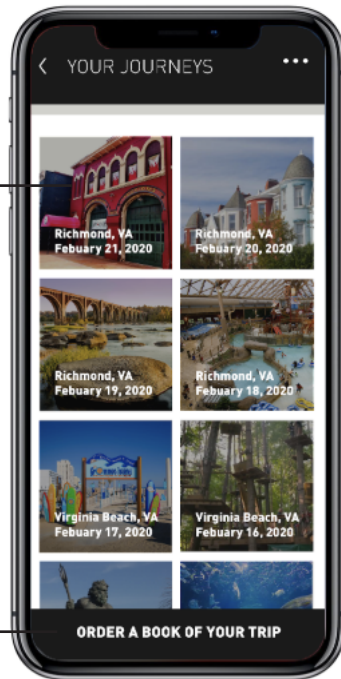 YOUR JOURNEYS
Richmond, VA
Febuary 21, 2020
Richmond, VA
Febuary 20, 2020
Richmond, VA
Febuary 19, 2020
Richmond, VA
Febuary 18, 2020
Virginia Beach, VA
Febuary 17, 2020
Virginia Beach, VA
Febuary 16, 2020
ORDER A BOOK OF YOUR TRIP